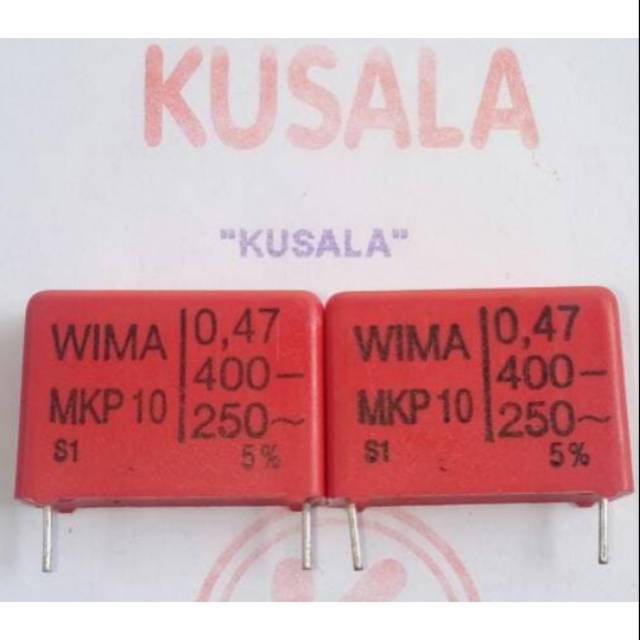 KUSALA
"KUSALA"
WIMA
MKP 10
S1
0,47
400–
250~
5%
WIMA
MKP 10
S1
0,47
400–
250~
5%